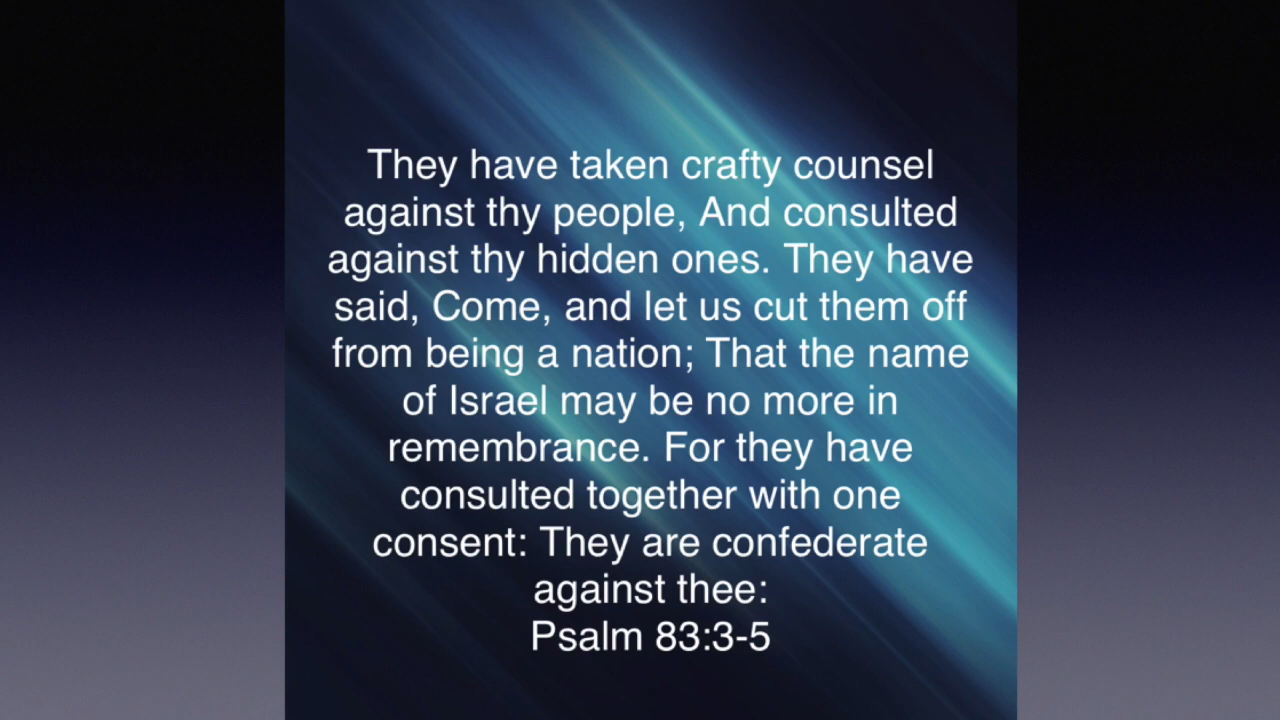 They have taken crafty counsel
against thy people, And consulted
against thy hidden ones. They have
said, Come, and let us cut them off
from being a nation; That the name
of Israel may be no more in
remembrance. For they have
consulted together with one
consent: They are confederate
against thee:
Psalm 83:3-5